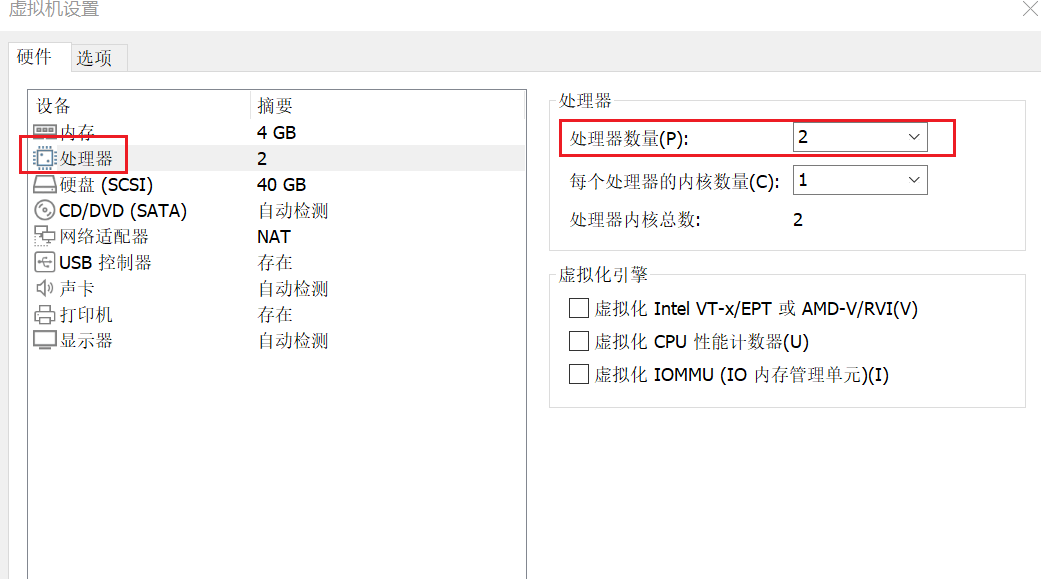 虚拟机设置
硬件 选项
设备 摘要
内存 4 GB
处理器 2
硬盘 (SCSI) 40 GB
CD/DVD (SATA) 自动检测
网络适配器 NAT
USB 控制器 存在
声卡 自动检测
打印机 存在
显示器 自动检测
处理器
处理器数量(P): 2
每个处理器的内核数量(C): 1
处理器内核总数: 2
虚拟化引擎
虚拟化 Intel VT-x/EPT 或 AMD-V/RVI(V)
虚拟化 CPU 性能计数器(U)
虚拟化 IOMMU (IO 内存管理单元)(I)